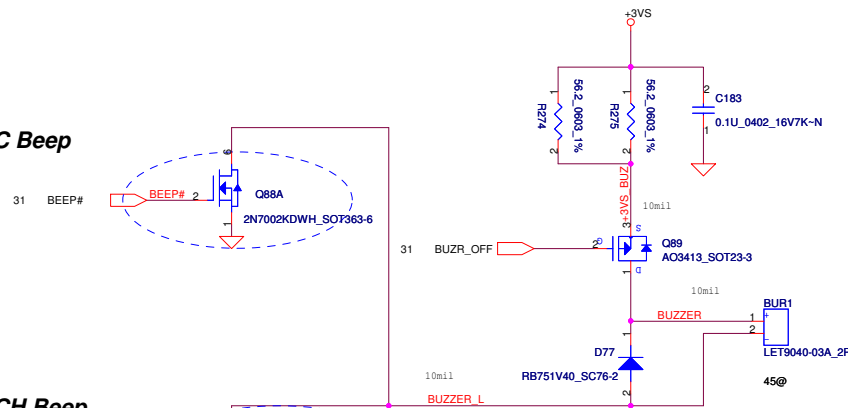 +3VS
1
56.2_0603_1%
R274
2
1
56.2_0603_1%
R275
2
2
C183
0.1U_0402_16V7K~N
1
C Beep
6
31 BEEP#
BEEP#
2
Q88A
2N7002KDWH_SOT363-6
1
+3VS_BUZ
10mil
3
S
31 BUZR_OFF
2
G
Q89
AO3413_SOT23-3
1
D
10mil
BUZZER
BUR1
1
+
2
-
LET9040-03A_2P
45@
1
D77
RB751V40_SC76-2
2
10mil
BUZZER_L
CH Beep